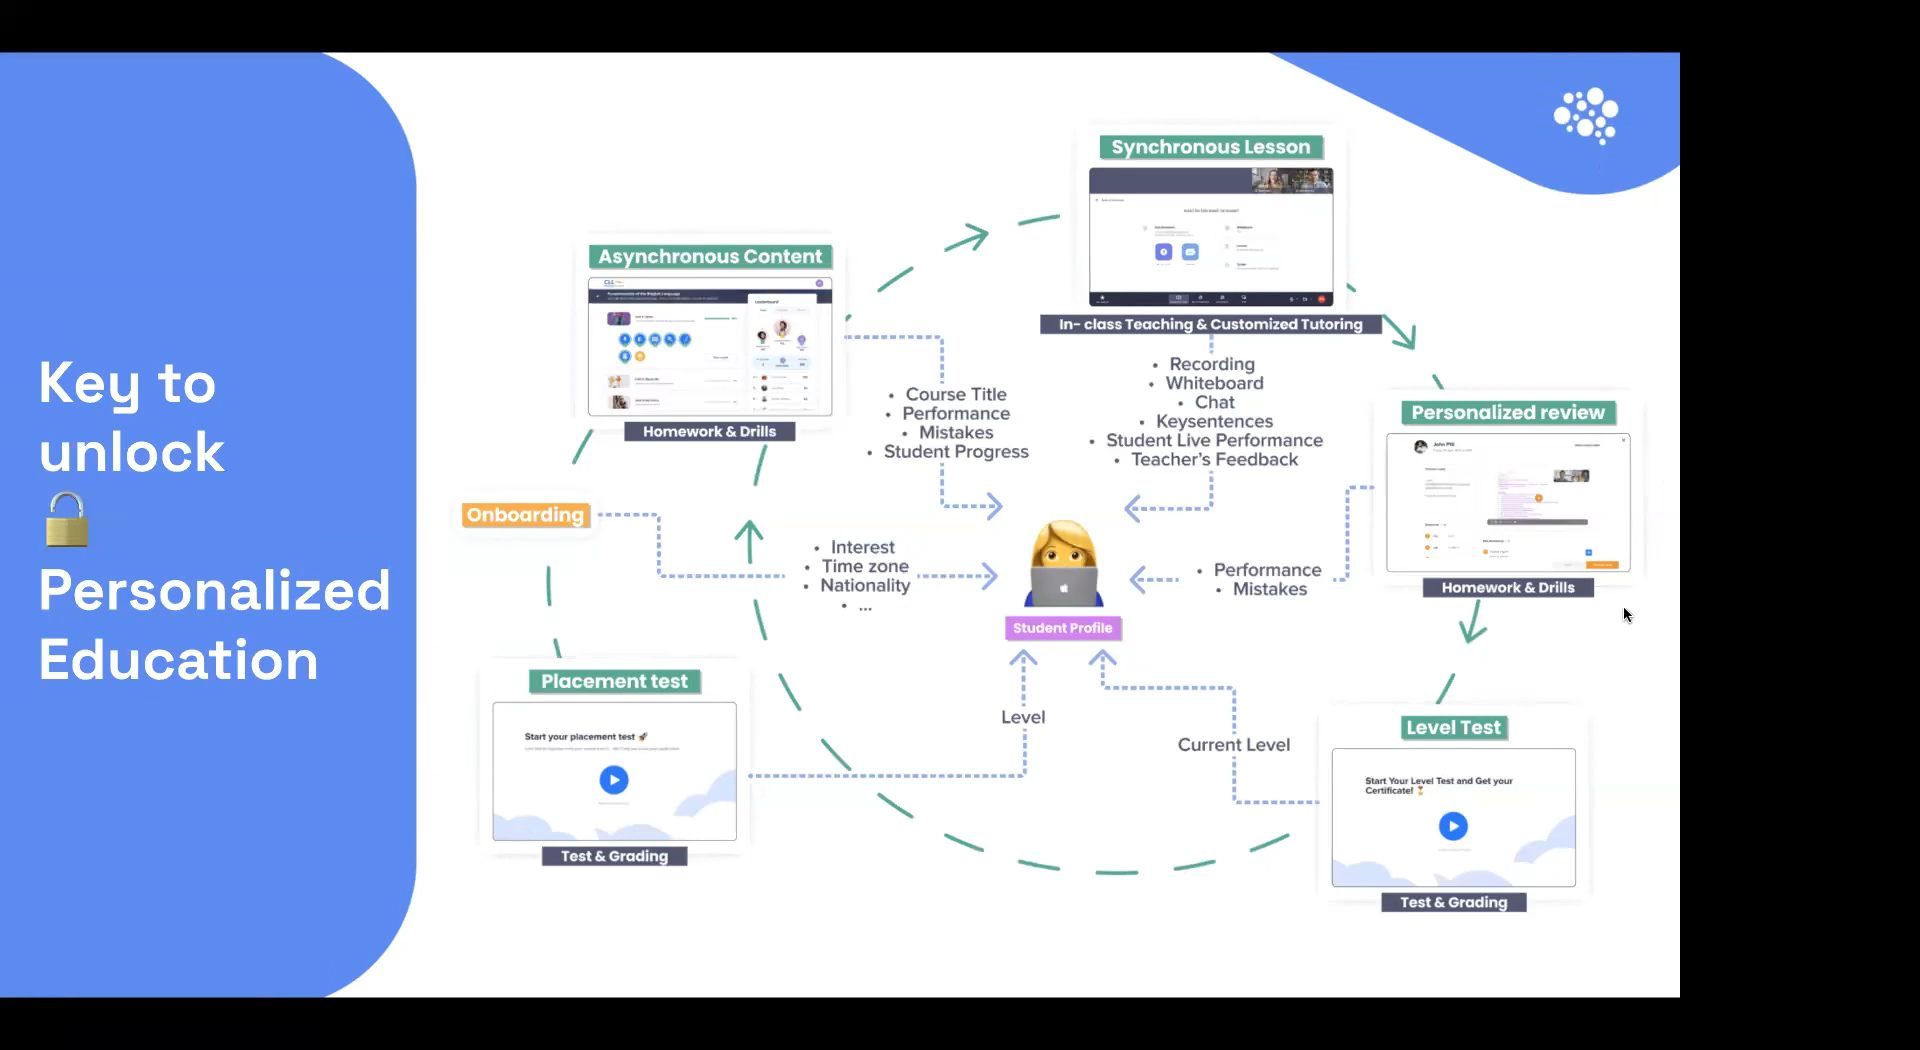 Key to
unlock
Personalized
Education
Synchronous Lesson
In- class Teaching & Customized Tutoring
• Recording
• Whiteboard
• Chat
• Keysentences
• Student Live Performance
• Teacher's Feedback
Asynchronous Content
Leaderboard
Homework & Drills
• Course Title
• Performance
• Mistakes
• Student Progress
Personalized review
John Pitt
Homework & Drills
• Performance
• Mistakes
Onboarding
• Interest
• Time zone
• Nationality
• ...
Student Profile
Placement test
Start your placement test
Test & Grading
Level
Current Level
Level Test
Start Your Level Test and Get your
Certificate!
Test & Grading